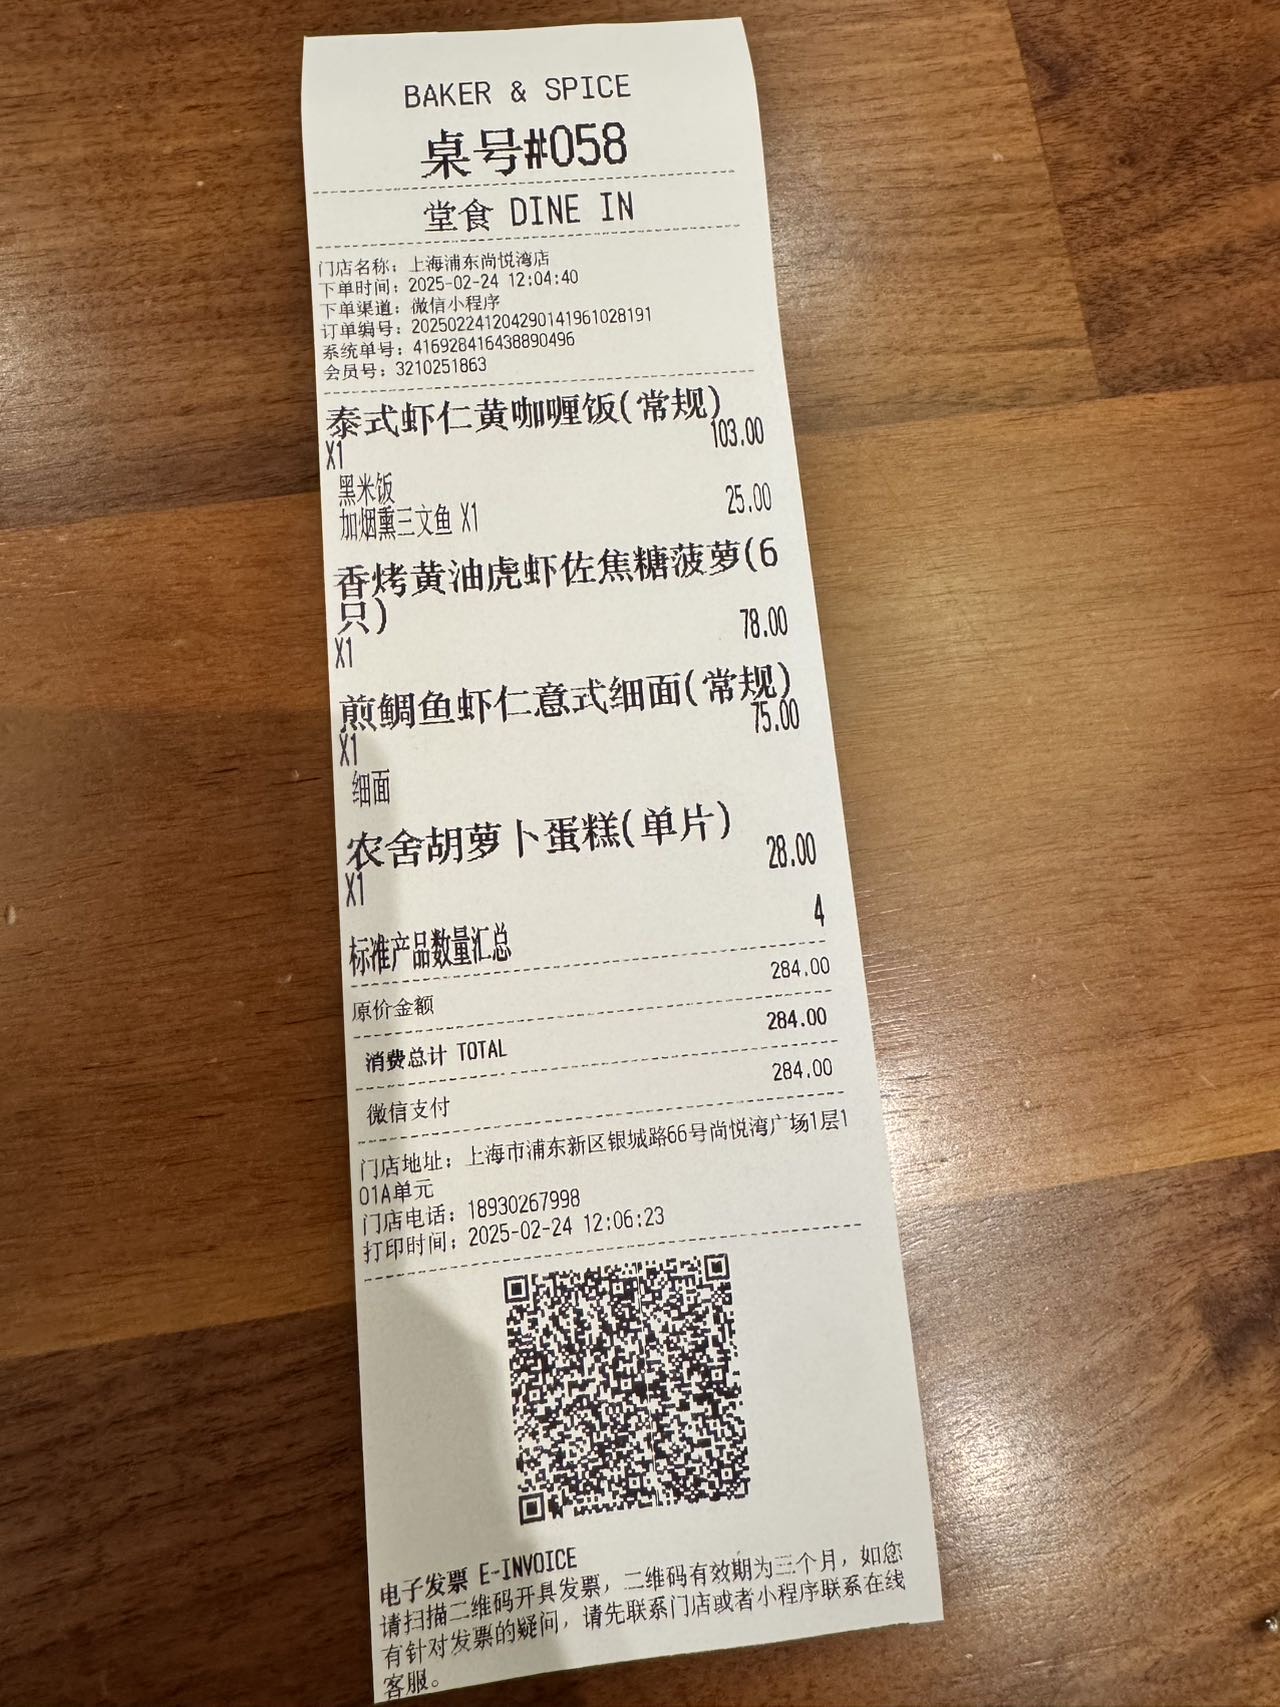 BAKER & SPICE
桌号#058
堂食 DINE IN
门店名称：上海浦东尚悦湾店
下单时间：2025-02-24 12:04:40
下单渠道：微信小程序
订单编号：202502241204290141961028191
系统单号：416928416438890496
会员号：3210251863
泰式虾仁黄咖喱饭(常规)
X1 103.00
黑米饭
加烟熏三文鱼 X1 25.00
香烤黄油虎虾佐焦糖菠萝(6
只)
X1 78.00
煎鲷鱼虾仁意式细面(常规)
X1 75.00
细面
农舍胡萝卜蛋糕(单片)
X1 28.00
标准产品数量汇总 4
原价金额 284.00
消费总计 TOTAL 284.00
微信支付 284.00
门店地址：上海市浦东新区银城路66号尚悦湾广场1层1
01A单元
门店电话：18930267998
打印时间：2025-02-24 12:06:23
电子发票 E-INVOICE
请扫描二维码开具发票，二维码有效期为三个月，如您
有针对发票的疑问，请先联系门店或者小程序联系在线
客服。